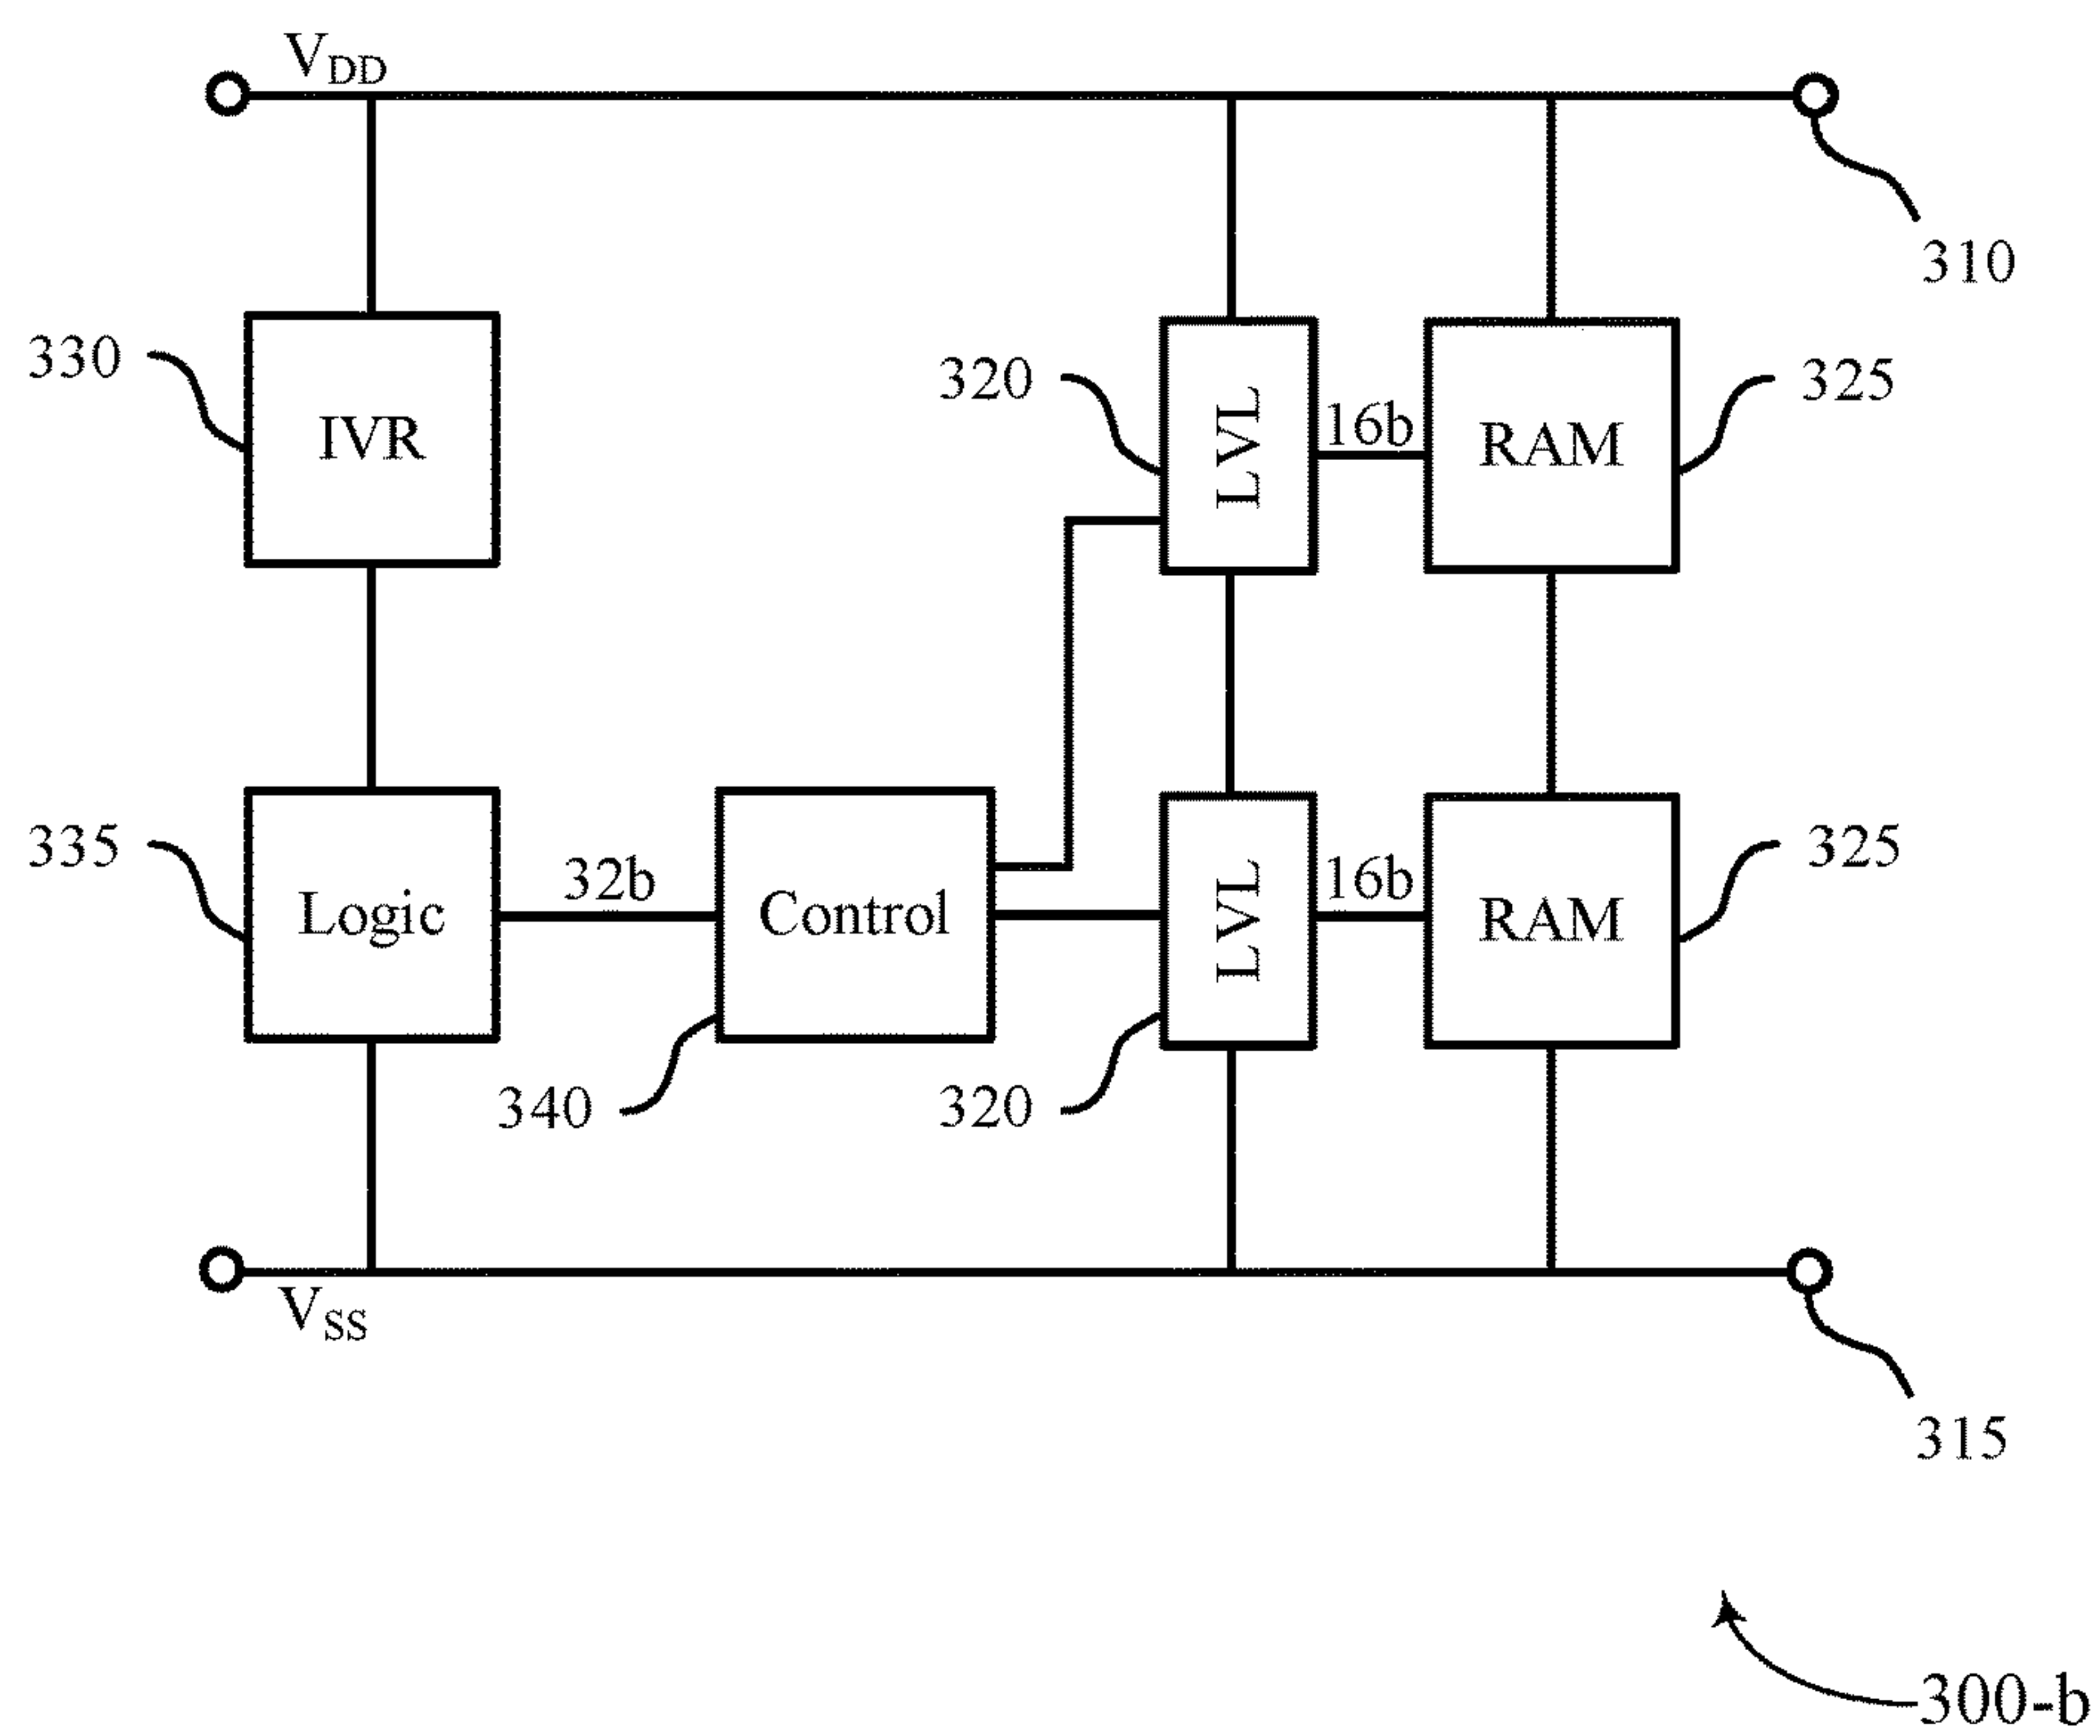 VDD
310
330
IVR
320
LVL
16b
RAM
325
335
Logic
32b
Control
LVL
16b
RAM
325
340
320
VSS
315
300-b